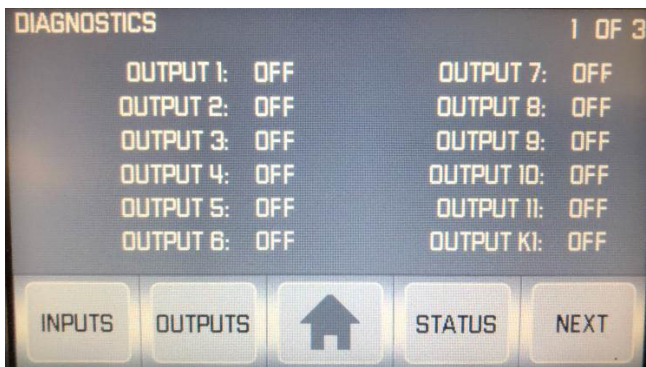 DIAGNOSTICS 1 OF 3
OUTPUT 1: OFF OUTPUT 7: OFF
OUTPUT 2: OFF OUTPUT 8: OFF
OUTPUT 3: OFF OUTPUT 9: OFF
OUTPUT 4: OFF OUTPUT 10: OFF
OUTPUT 5: OFF OUTPUT 11: OFF
OUTPUT 6: OFF OUTPUT K1: OFF
INPUTS OUTPUTS STATUS NEXT